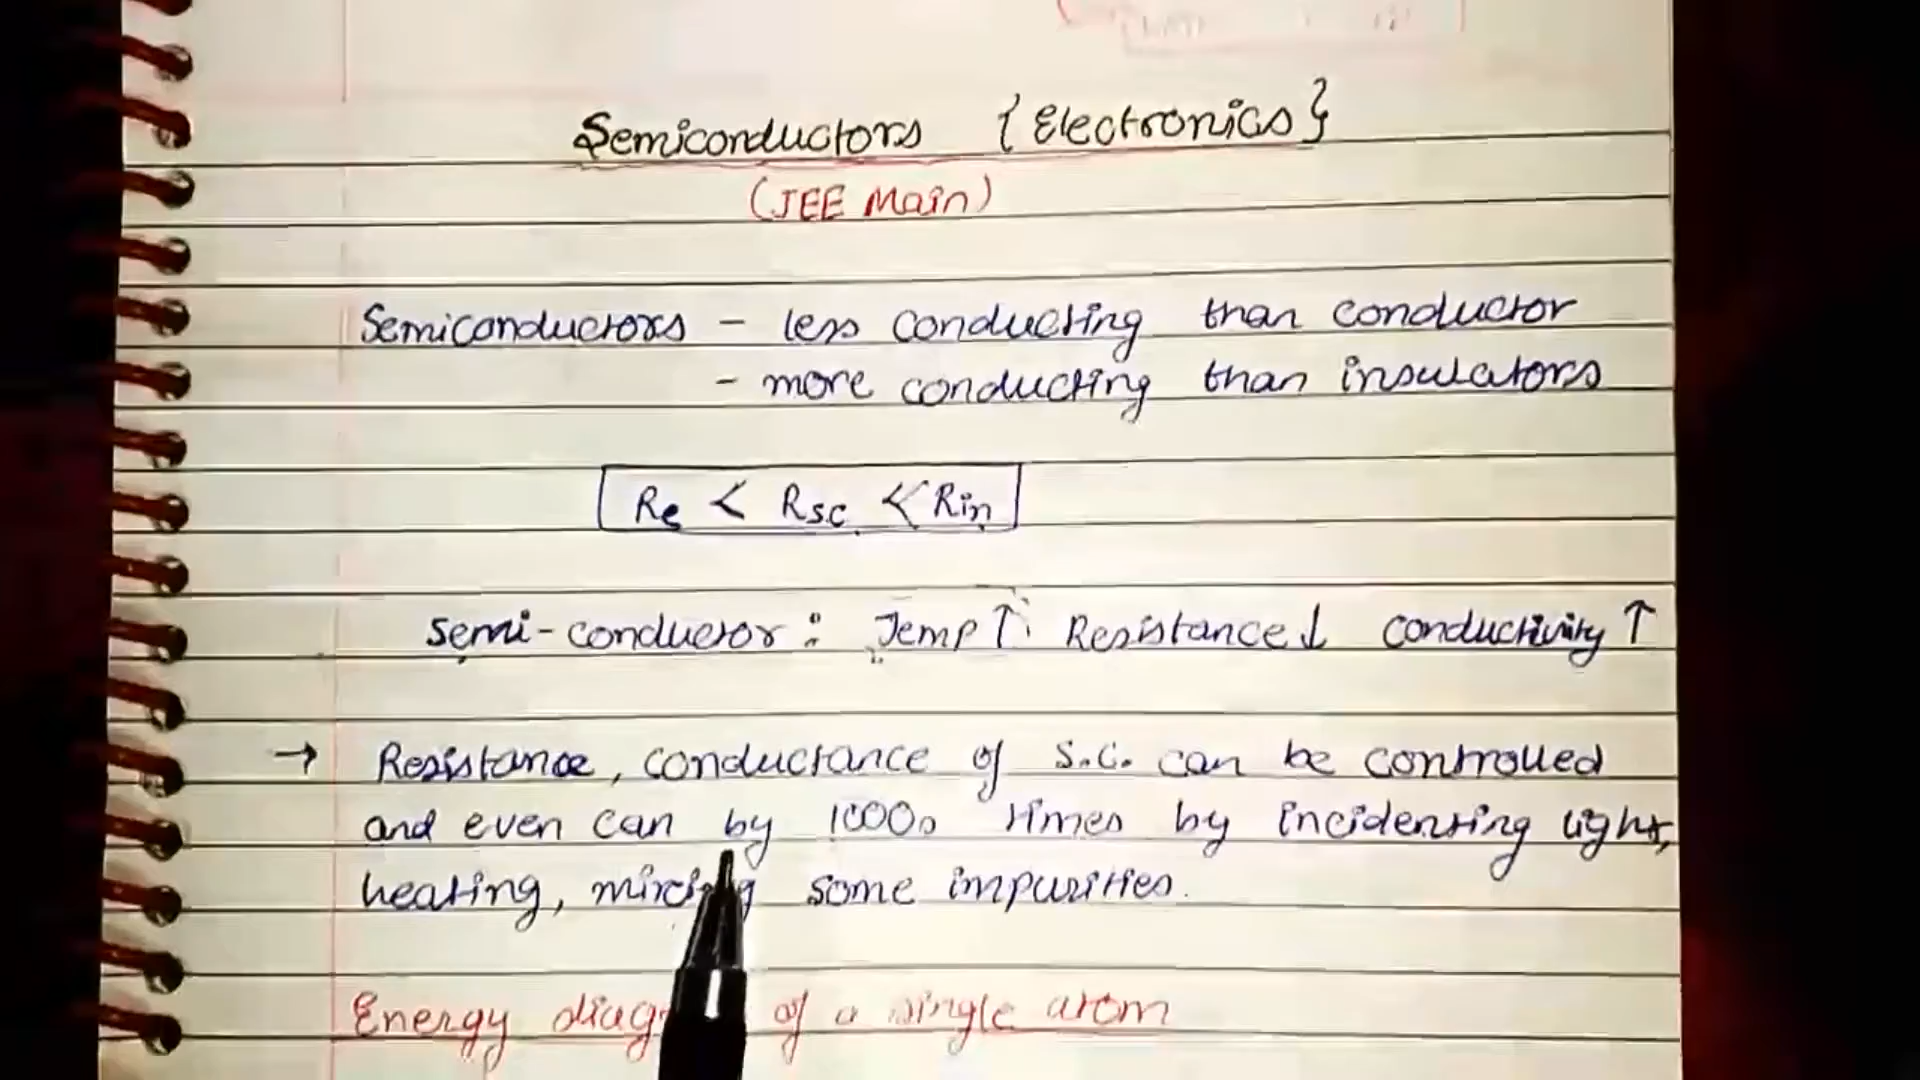 Semiconductors {Electronics}
(JEE Main)
Semiconductors - less conducting than conductor
- more conducting than insulators
Rc < Rsc < Rin
Semi-conductor : Temp↑ Resistance↓ conductivity↑
→ Resistance, conductance of S.C. can be controlled
and even can by 1000s times by incidenting light,
heating, mixing some impurities.
Energy of a single atom